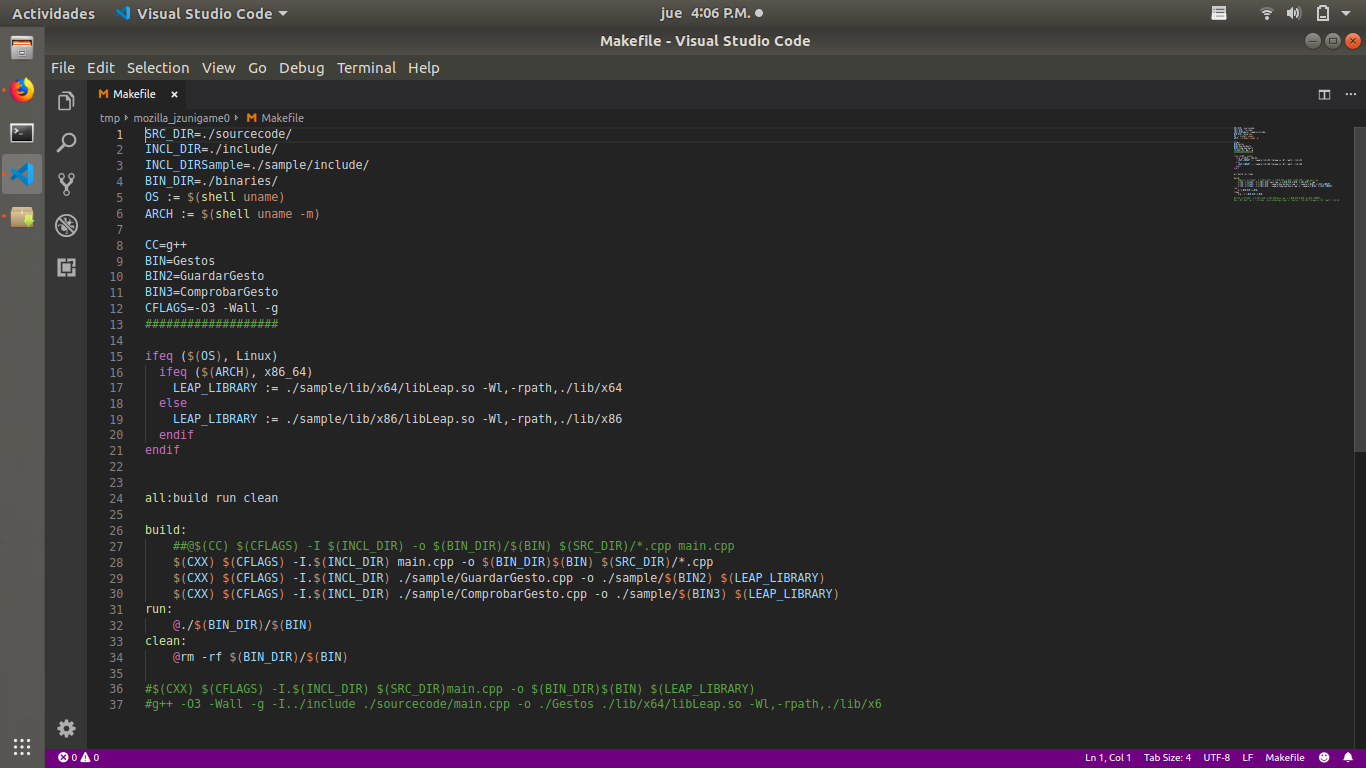 Actividades Visual Studio Code jue 4:06 P.M.
Makefile - Visual Studio Code
File Edit Selection View Go Debug Terminal Help
Makefile
tmp mozilla_jzunigame0 Makefile
1 SRC_DIR=./sourcecode/
2 INCL_DIR=./include/
3 INCL_DIRSample=./sample/include/
4 BIN_DIR=./binaries/
5 OS := $(shell uname)
6 ARCH := $(shell uname -m)
7
8 CC=g++
9 BIN=Gestos
10 BIN2=GuardarGesto
11 BIN3=ComprobarGesto
12 CFLAGS=-O3 -Wall -g
13 ###################
14
15 ifeq ($(OS), Linux)
16 ifeq ($(ARCH), x86_64)
17 LEAP_LIBRARY := ./sample/lib/x64/libLeap.so -Wl,-rpath,./lib/x64
18 else
19 LEAP_LIBRARY := ./sample/lib/x86/libLeap.so -Wl,-rpath,./lib/x86
20 endif
21 endif
22
23
24 all:build run clean
25
26 build:
27 ##@$(CC) $(CFLAGS) -I $(INCL_DIR) -o $(BIN_DIR)/$(BIN) $(SRC_DIR)/*.cpp main.cpp
28 $(CXX) $(CFLAGS) -I.$(INCL_DIR) main.cpp -o $(BIN_DIR)$(BIN) $(SRC_DIR)/*.cpp
29 $(CXX) $(CFLAGS) -I.$(INCL_DIR) ./sample/GuardarGesto.cpp -o ./sample/$(BIN2) $(LEAP_LIBRARY)
30 $(CXX) $(CFLAGS) -I.$(INCL_DIR) ./sample/ComprobarGesto.cpp -o ./sample/$(BIN3) $(LEAP_LIBRARY)
31 run:
32 @./$(BIN_DIR)/$(BIN)
33 clean:
34 @rm -rf $(BIN_DIR)/$(BIN)
35
36 #$(CXX) $(CFLAGS) -I.$(INCL_DIR) $(SRC_DIR)main.cpp -o $(BIN_DIR)$(BIN) $(LEAP_LIBRARY)
37 #g++ -O3 -Wall -g -I../include ./sourcecode/main.cpp -o ./Gestos ./lib/x64/libLeap.so -Wl,-rpath,./lib/x6
0 0 Ln 1, Col 1 Tab Size: 4 UTF-8 LF Makefile